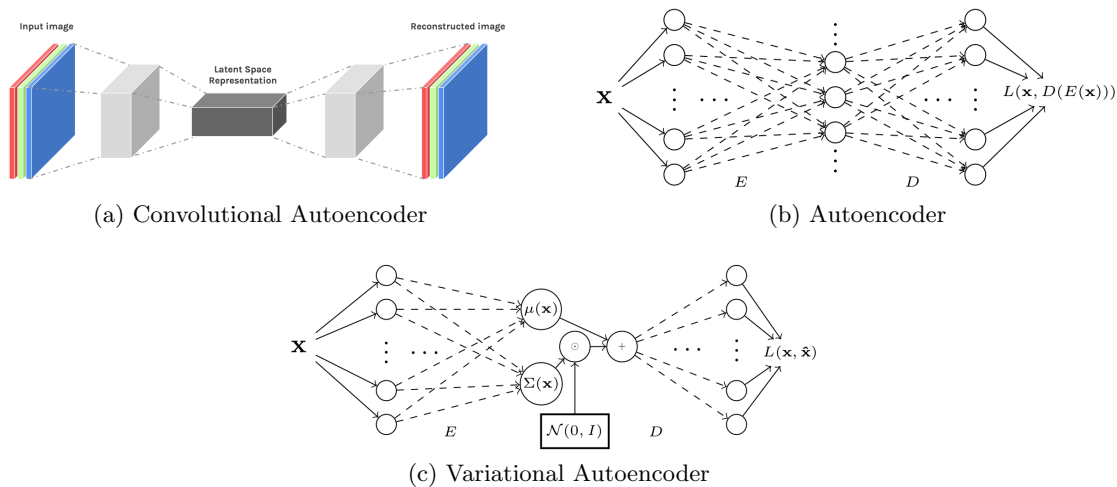 Input image
Reconstructed image
Latent Space
Representation
(a) Convolutional Autoencoder
x
L(x, D(E(x)))
E
D
(b) Autoencoder
x
μ(x)
⊙
+
Σ(x)
N(0, I)
L(x, x̂)
E
D
(c) Variational Autoencoder